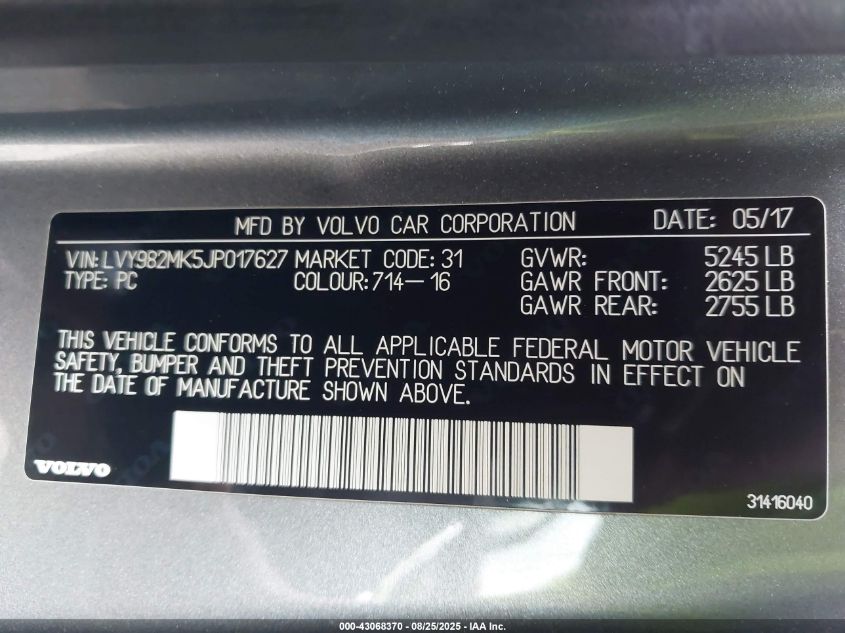 MFD BY VOLVO CAR CORPORATION DATE: 05/17
VIN: LVY982MK5JP017627 MARKET CODE: 31 GVWR: 5245 LB
TYPE: PC COLOUR: 714-16 GAWR FRONT: 2625 LB
GAWR REAR: 2755 LB
THIS VEHICLE CONFORMS TO ALL APPLICABLE FEDERAL MOTOR VEHICLE
SAFETY, BUMPER AND THEFT PREVENTION STANDARDS IN EFFECT ON
THE DATE OF MANUFACTURE SHOWN ABOVE.
VOLVO
31416040
000-43068370 - 08/25/2025 - IAA Inc.